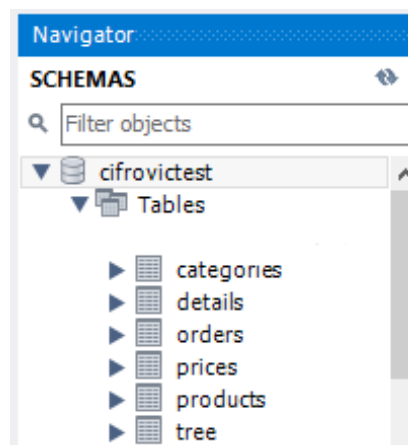 Navigator
SCHEMAS
Filter objects
cifrovictest
Tables
categories
details
orders
prices
products
tree